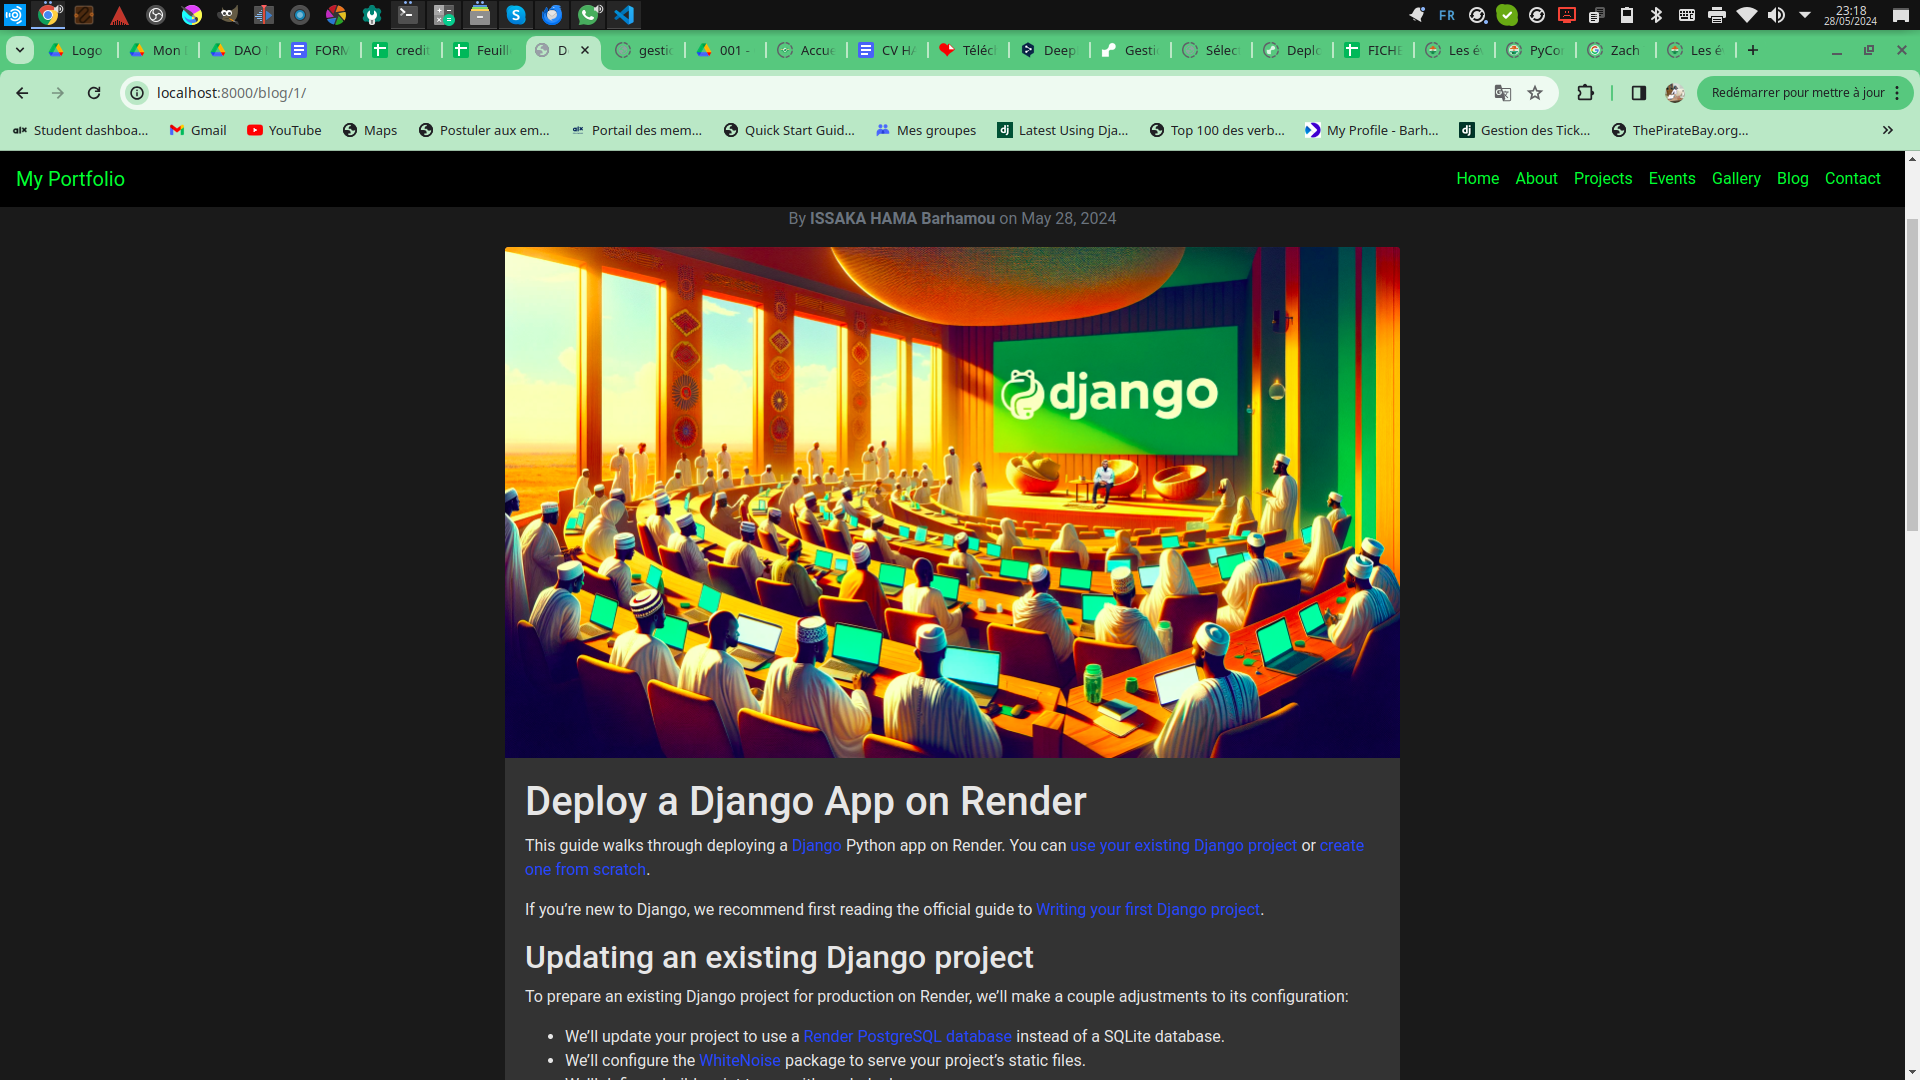 FR
23:18
28/05/2024
Logo
Mon
DAO
FORM
credit
Feuill
D
gestio
001 -
Accue
CV HA
Téléc
Deep
Gesti
Sélec
Deplo
FICHE
Les é
PyCo
Zach
Les é
localhost:8000/blog/1/
Redémarrer pour mettre à jour
Student dashboa...
Gmail
YouTube
Maps
Postuler aux em...
Portail des mem...
Quick Start Guid...
Mes groupes
Latest Using Dja...
Top 100 des verb...
My Profile - Barh...
Gestion des Tick...
ThePirateBay.org...
My Portfolio
Home About Projects Events Gallery Blog Contact
By ISSAKA HAMA Barhamou on May 28, 2024
django
Deploy a Django App on Render
This guide walks through deploying a Django Python app on Render. You can use your existing Django project or create
one from scratch.
If you’re new to Django, we recommend first reading the official guide to Writing your first Django project.
Updating an existing Django project
To prepare an existing Django project for production on Render, we’ll make a couple adjustments to its configuration:
• We’ll update your project to use a Render PostgreSQL database instead of a SQLite database.
• We’ll configure the WhiteNoise package to serve your project’s static files.